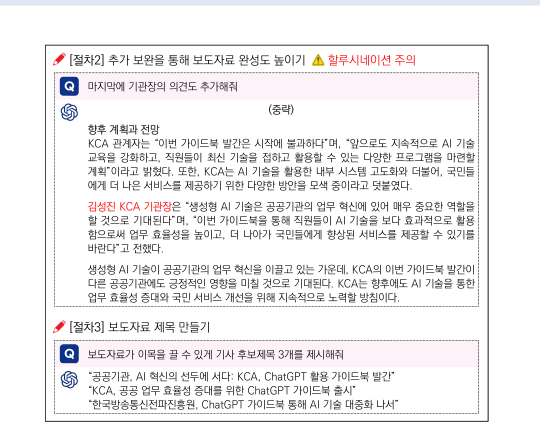 [절차2] 추가 보완을 통해 보도자료 완성도 높이기 ⚠ 할루시네이션 주의
Q 마지막에 기관장의 의견도 추가해줘
(중략)
향후 계획과 전망
KCA 관계자는 “이번 가이드북 발간은 시작에 불과하다”며, “앞으로도 지속적으로 AI 기술
교육을 강화하고, 직원들이 최신 기술을 접하고 활용할 수 있는 다양한 프로그램을 마련할
계획”이라고 밝혔다. 또한, KCA는 AI 기술을 활용한 내부 시스템 고도화와 더불어, 국민들
에게 더 나은 서비스를 제공하기 위한 다양한 방안을 모색 중이라고 덧붙였다.
김성진 KCA 기관장은 “생성형 AI 기술은 공공기관의 업무 혁신에 있어 매우 중요한 역할을
할 것으로 기대된다”며, “이번 가이드북을 통해 직원들이 AI 기술을 보다 효과적으로 활용
함으로써 업무 효율성을 높이고, 더 나아가 국민들에게 향상된 서비스를 제공할 수 있기를
바란다”고 전했다.
생성형 AI 기술이 공공기관의 업무 혁신을 이끌고 있는 가운데, KCA의 이번 가이드북 발간이
다른 공공기관에도 긍정적인 영향을 미칠 것으로 기대된다. KCA는 향후에도 AI 기술을 통한
업무 효율성 증대와 국민 서비스 개선을 위해 지속적으로 노력할 방침이다.
[절차3] 보도자료 제목 만들기
Q 보도자료가 이목을 끌 수 있게 기사 후보제목 3개를 제시해줘
“공공기관, AI 혁신의 선두에 서다: KCA, ChatGPT 활용 가이드북 발간”
“KCA, 공공 업무 효율성 증대를 위한 ChatGPT 가이드북 출시”
“한국방송통신전파진흥원, ChatGPT 가이드북 통해 AI 기술 대중화 나서”